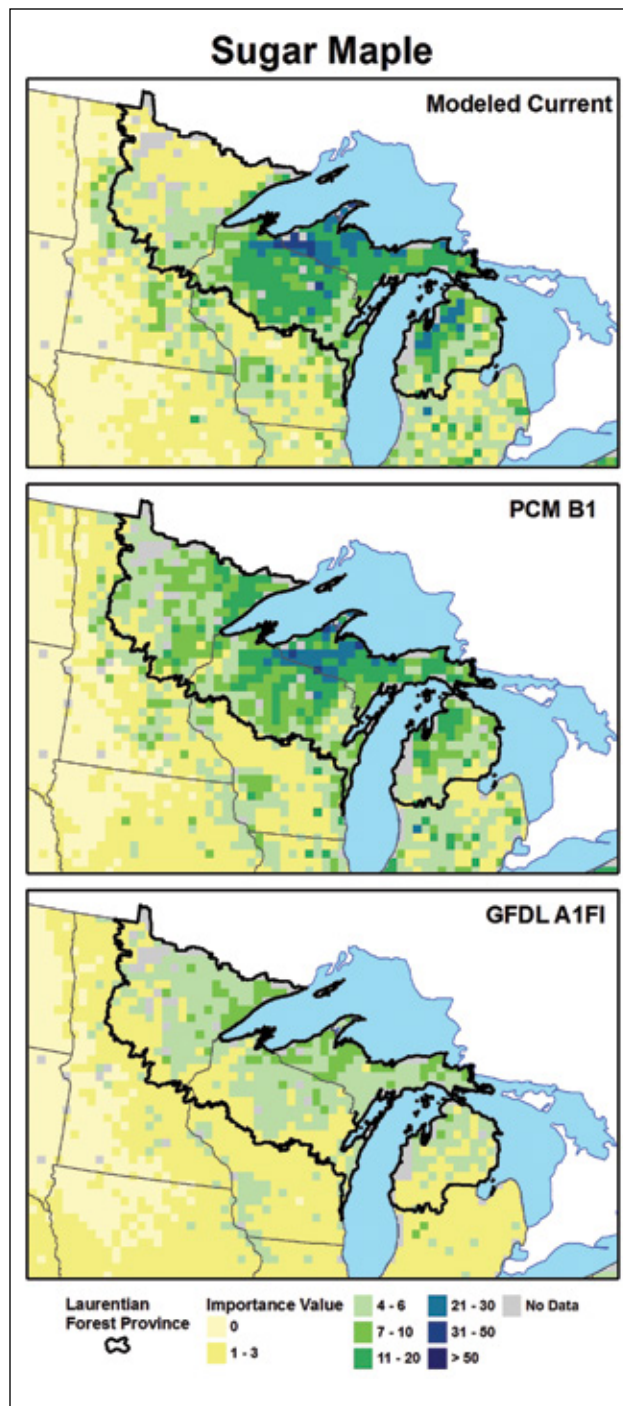 Sugar Maple
Modeled Current
PCM B1
GFDL A1FI
Laurentian
Forest Province
Importance Value
0
1 - 3
4 - 6
7 - 10
11 - 20
21 - 30
31 - 50
> 50
No Data